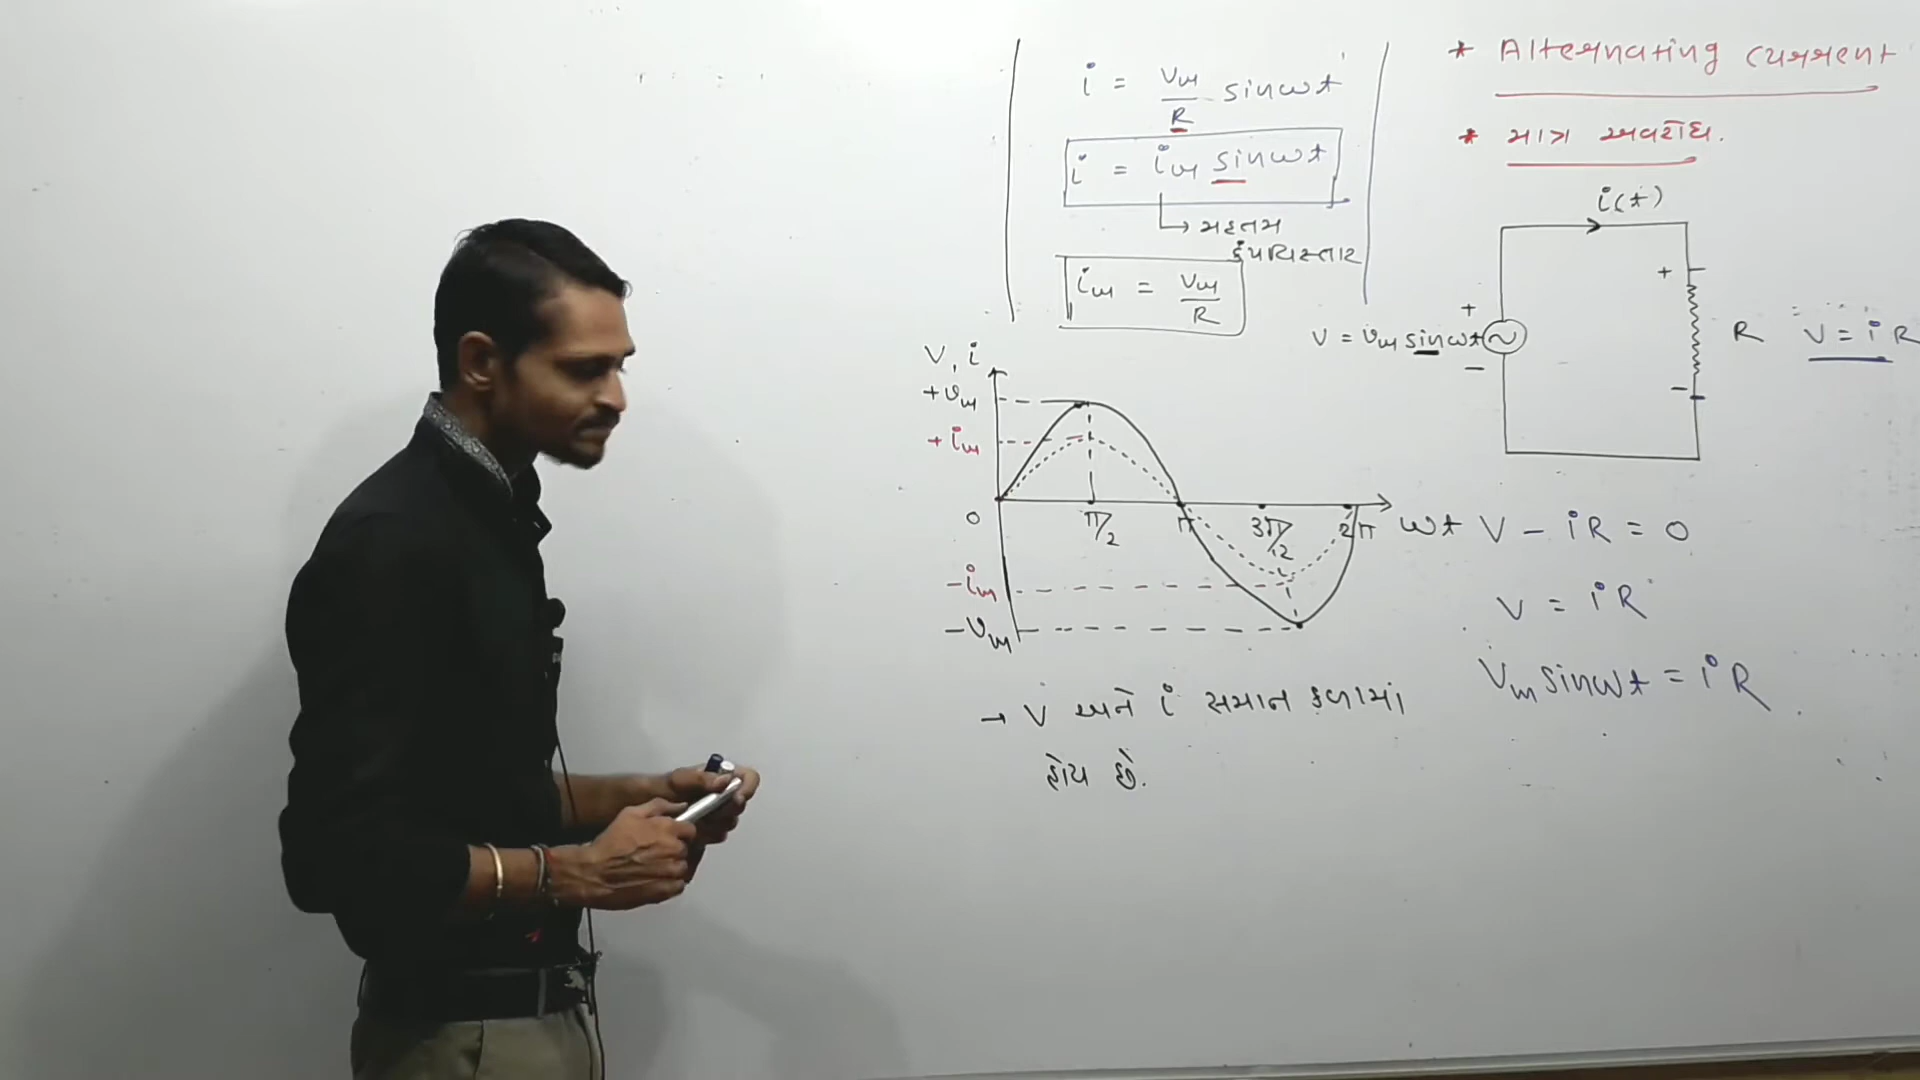 * Alternating current
* માત્ર અવરોધ.
i(t)
+
+
V = vm sinωt
R
V = iR
−
−
V − iR = 0
V = iR
Vm sinωt = iR
i = vm/R sinωt
i = im sinωt
→ મહત્તમ
કંપવિસ્તાર
im = vm/R
V, i
+vm
+im
0
π/2
π
3π/2
2π
ωt
−im
−vm
→ V અને i સમાન કળામાં
હોય છે.